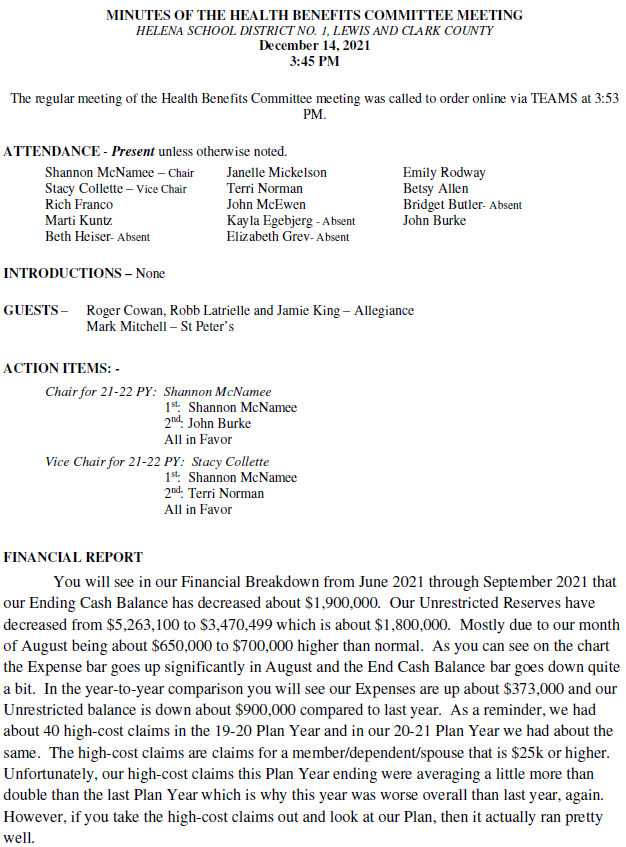 MINUTES OF THE HEALTH BENEFITS COMMITTEE MEETING
HELENA SCHOOL DISTRICT NO. 1, LEWIS AND CLARK COUNTY
December 14, 2021
3:45 PM
The regular meeting of the Health Benefits Committee meeting was called to order online via TEAMS at 3:53
PM.
ATTENDANCE - Present unless otherwise noted.
Shannon McNamee – Chair Janelle Mickelson Emily Rodway
Stacy Collette – Vice Chair Terri Norman Betsy Allen
Rich Franco John McEwen Bridget Butler- Absent
Marti Kuntz Kayla Egebjerg - Absent John Burke
Beth Heiser- Absent Elizabeth Grev- Absent
INTRODUCTIONS – None
GUESTS – Roger Cowan, Robb Latrielle and Jamie King – Allegiance
Mark Mitchell – St Peter's
ACTION ITEMS: -
Chair for 21-22 PY: Shannon McNamee
1st: Shannon McNamee
2nd: John Burke
All in Favor
Vice Chair for 21-22 PY: Stacy Collette
1st: Shannon McNamee
2nd: Terri Norman
All in Favor
FINANCIAL REPORT
You will see in our Financial Breakdown from June 2021 through September 2021 that
our Ending Cash Balance has decreased about $1,900,000. Our Unrestricted Reserves have
decreased from $5,263,100 to $3,470,499 which is about $1,800,000. Mostly due to our month
of August being about $650,000 to $700,000 higher than normal. As you can see on the chart
the Expense bar goes up significantly in August and the End Cash Balance bar goes down quite
a bit. In the year-to-year comparison you will see our Expenses are up about $373,000 and our
Unrestricted balance is down about $900,000 compared to last year. As a reminder, we had
about 40 high-cost claims in the 19-20 Plan Year and in our 20-21 Plan Year we had about the
same. The high-cost claims are claims for a member/dependent/spouse that is $25k or higher.
Unfortunately, our high-cost claims this Plan Year ending were averaging a little more than
double than the last Plan Year which is why this year was worse overall than last year, again.
However, if you take the high-cost claims out and look at our Plan, then it actually ran pretty
well.